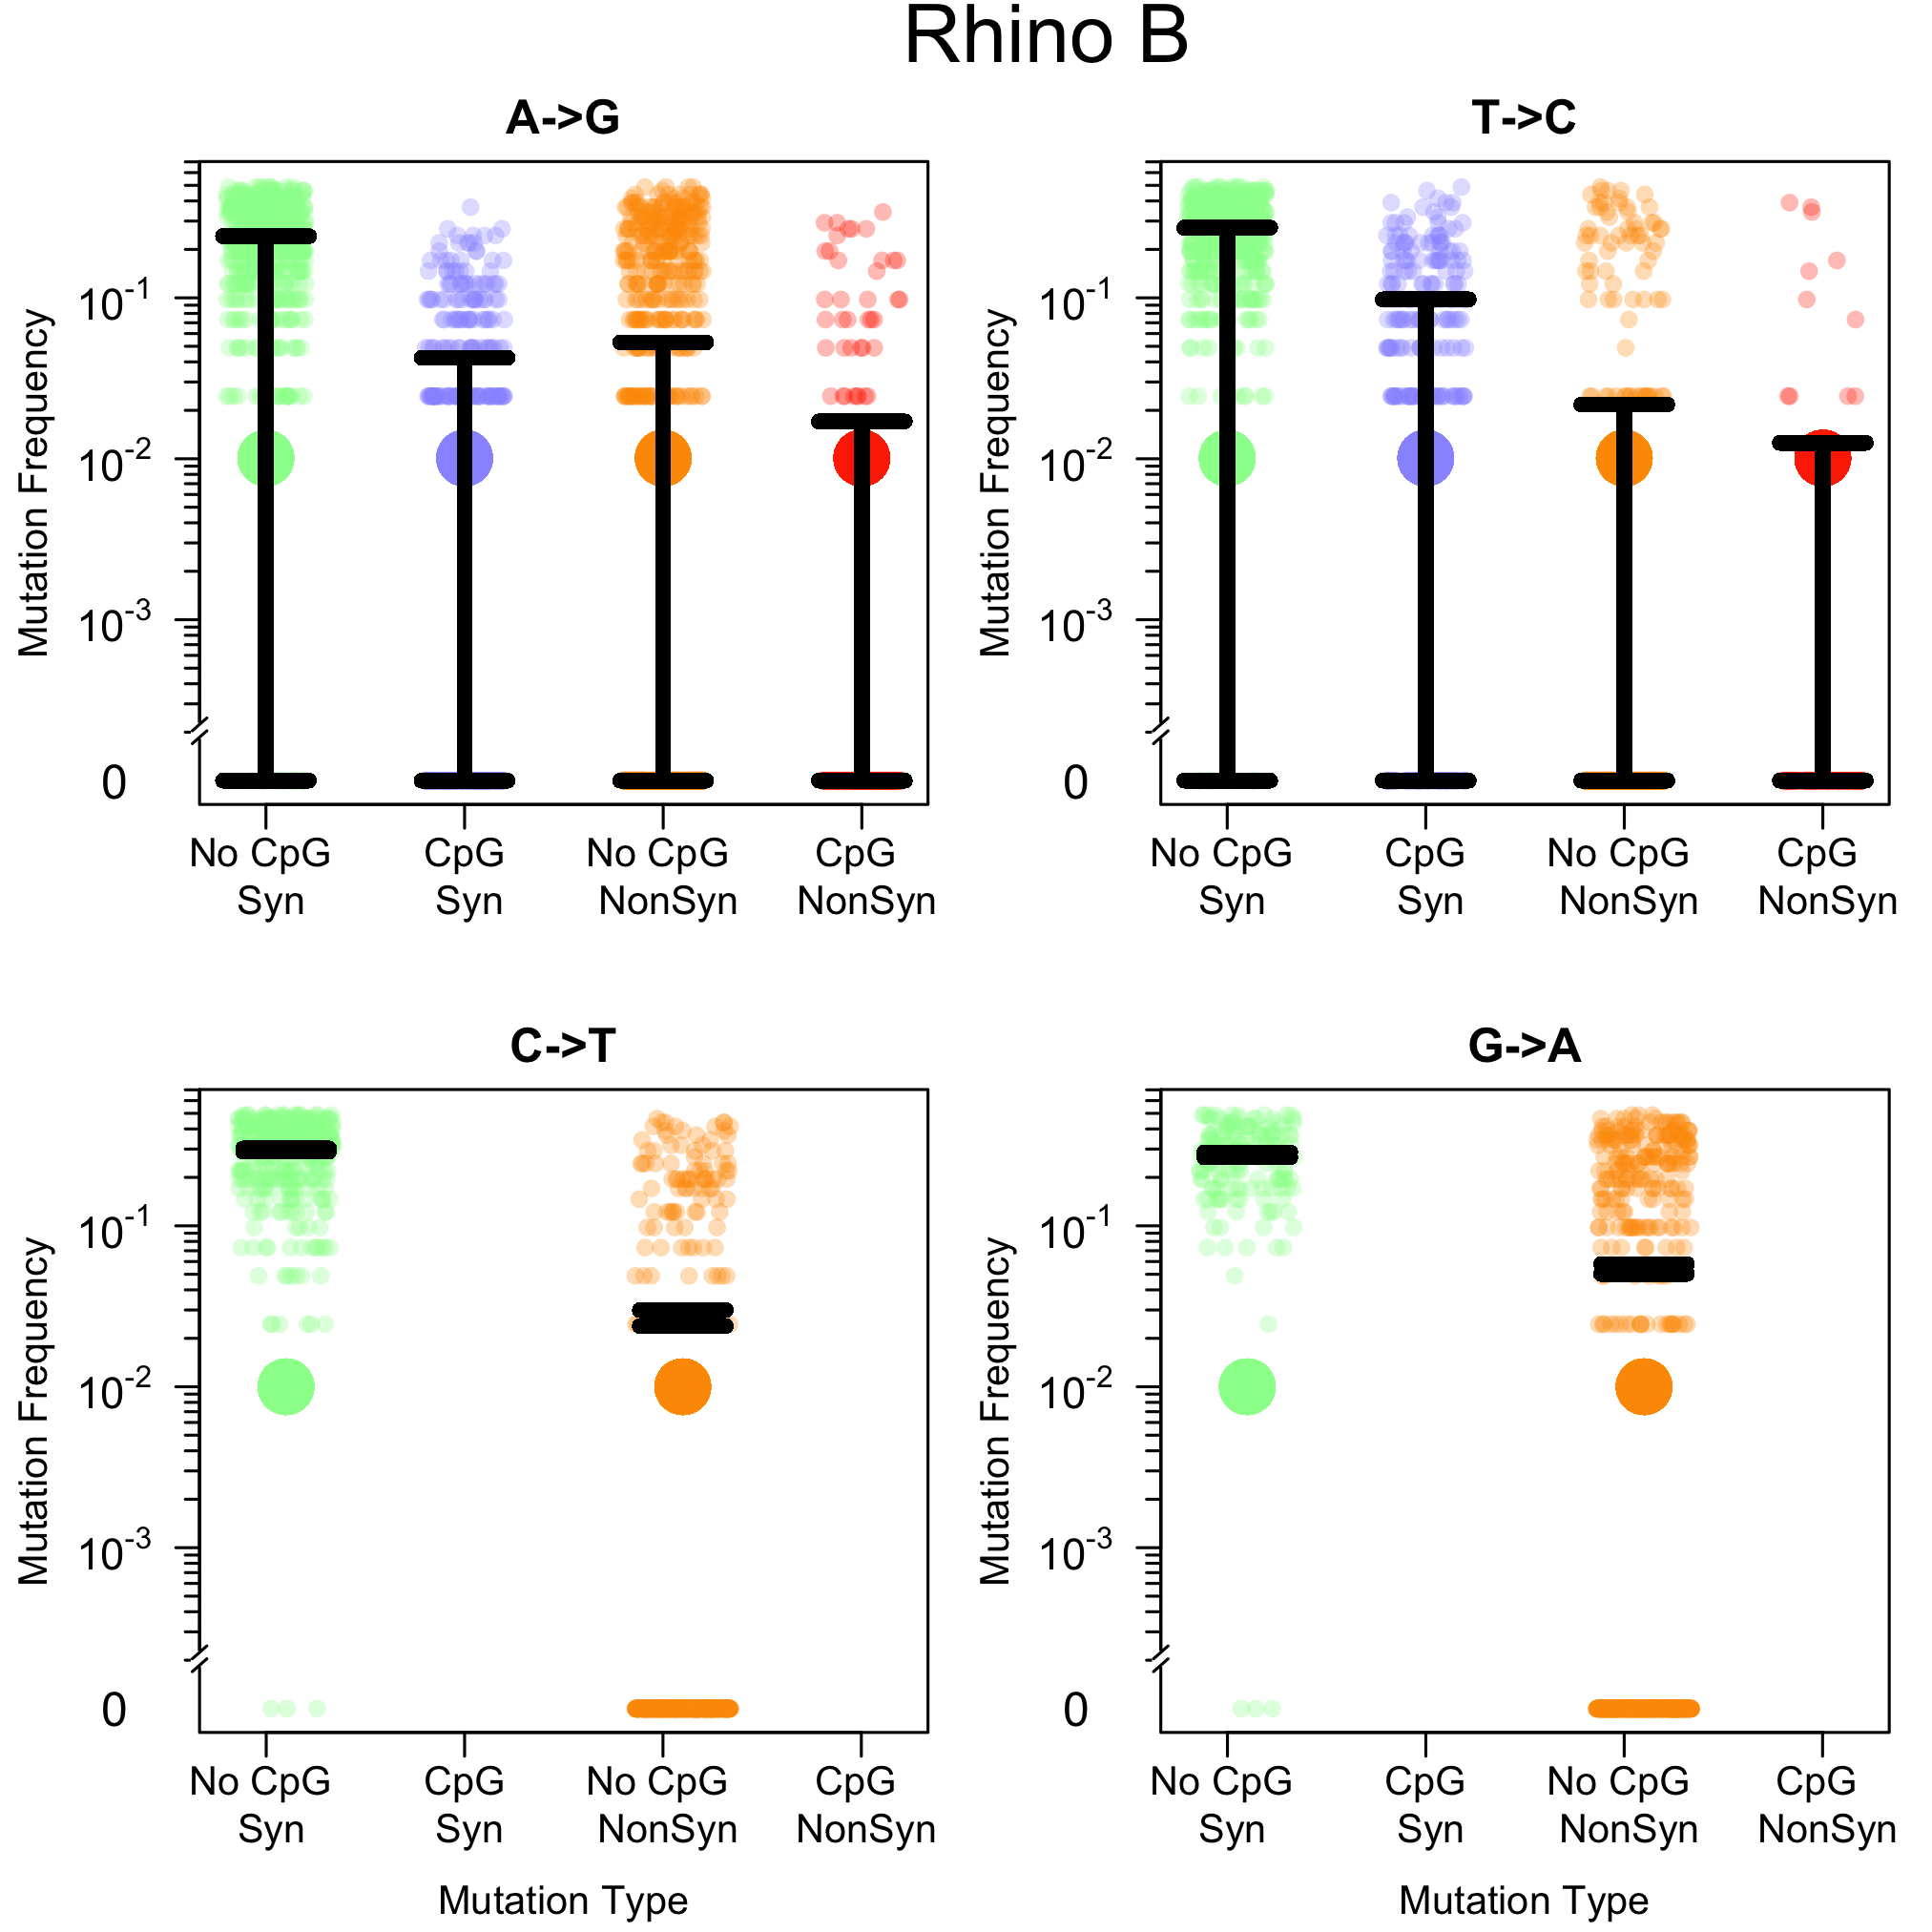 Rhino B
A->G
Mutation Frequency
10-1
10-2
10-3
0
No CpG CpG No CpG CpG
Syn Syn NonSyn NonSyn
T->C
Mutation Frequency
10-1
10-2
10-3
0
No CpG CpG No CpG CpG
Syn Syn NonSyn NonSyn
C->T
Mutation Frequency
10-1
10-2
10-3
0
No CpG CpG No CpG CpG
Syn Syn NonSyn NonSyn
Mutation Type
G->A
Mutation Frequency
10-1
10-2
10-3
0
No CpG CpG No CpG CpG
Syn Syn NonSyn NonSyn
Mutation Type